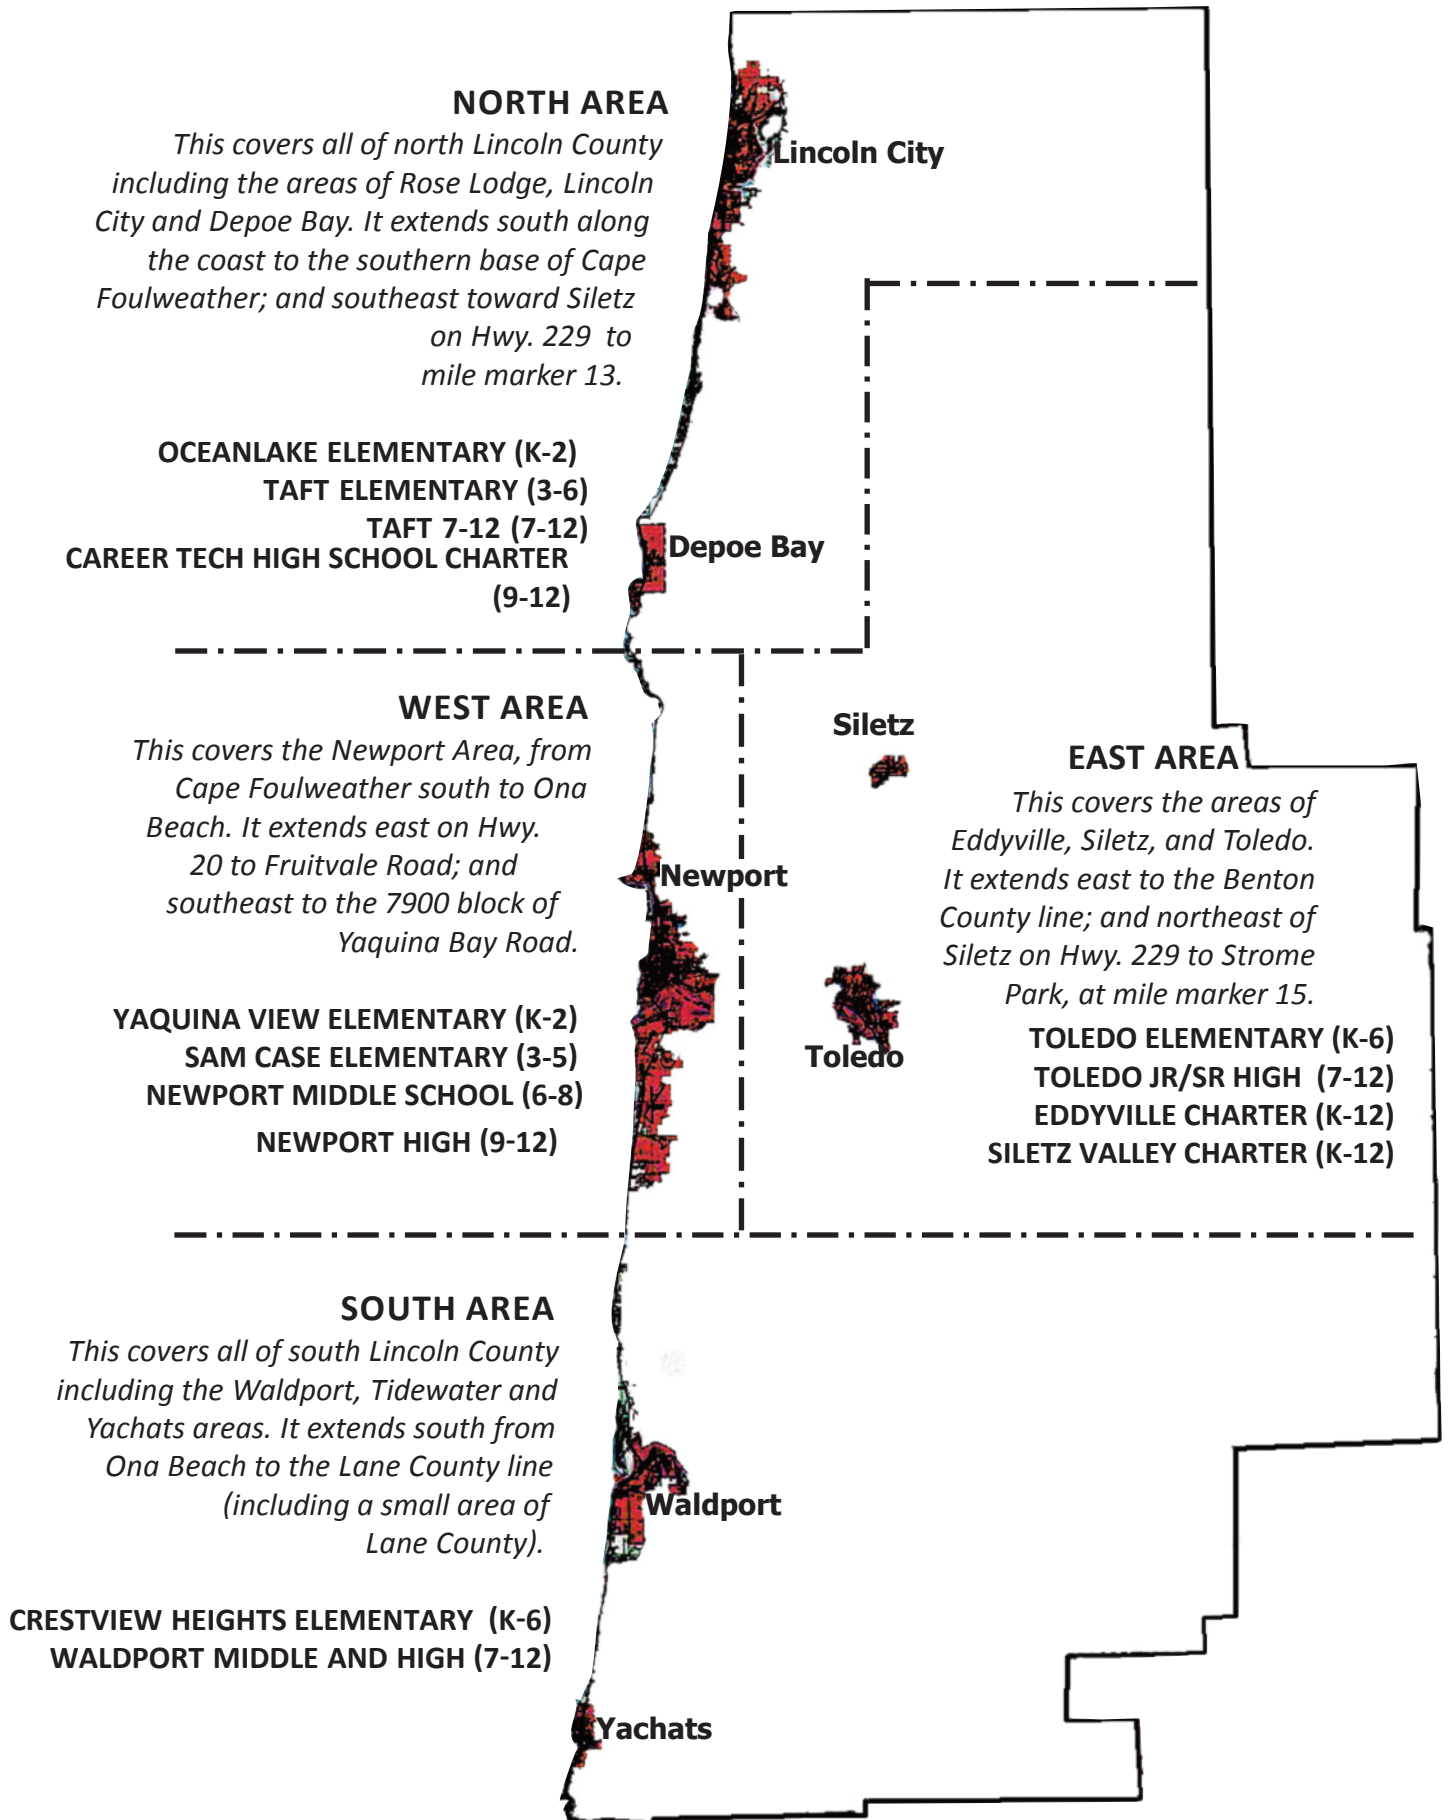 NORTH AREA
This covers all of north Lincoln County
including the areas of Rose Lodge, Lincoln
City and Depoe Bay. It extends south along
the coast to the southern base of Cape
Foulweather; and southeast toward Siletz
on Hwy. 229 to
mile marker 13.
OCEANLAKE ELEMENTARY (K-2)
TAFT ELEMENTARY (3-6)
TAFT 7-12 (7-12)
CAREER TECH HIGH SCHOOL CHARTER
(9-12)
Lincoln City
Depoe Bay
WEST AREA
This covers the Newport Area, from
Cape Foulweather south to Ona
Beach. It extends east on Hwy.
20 to Fruitvale Road; and
southeast to the 7900 block of
Yaquina Bay Road.
YAQUINA VIEW ELEMENTARY (K-2)
SAM CASE ELEMENTARY (3-5)
NEWPORT MIDDLE SCHOOL (6-8)
NEWPORT HIGH (9-12)
Newport
Siletz
Toledo
EAST AREA
This covers the areas of
Eddyville, Siletz, and Toledo.
It extends east to the Benton
County line; and northeast of
Siletz on Hwy. 229 to Strome
Park, at mile marker 15.
TOLEDO ELEMENTARY (K-6)
TOLEDO JR/SR HIGH (7-12)
EDDYVILLE CHARTER (K-12)
SILETZ VALLEY CHARTER (K-12)
SOUTH AREA
This covers all of south Lincoln County
including the Waldport, Tidewater and
Yachats areas. It extends south from
Ona Beach to the Lane County line
(including a small area of
Lane County).
CRESTVIEW HEIGHTS ELEMENTARY (K-6)
WALDPORT MIDDLE AND HIGH (7-12)
Waldport
Yachats